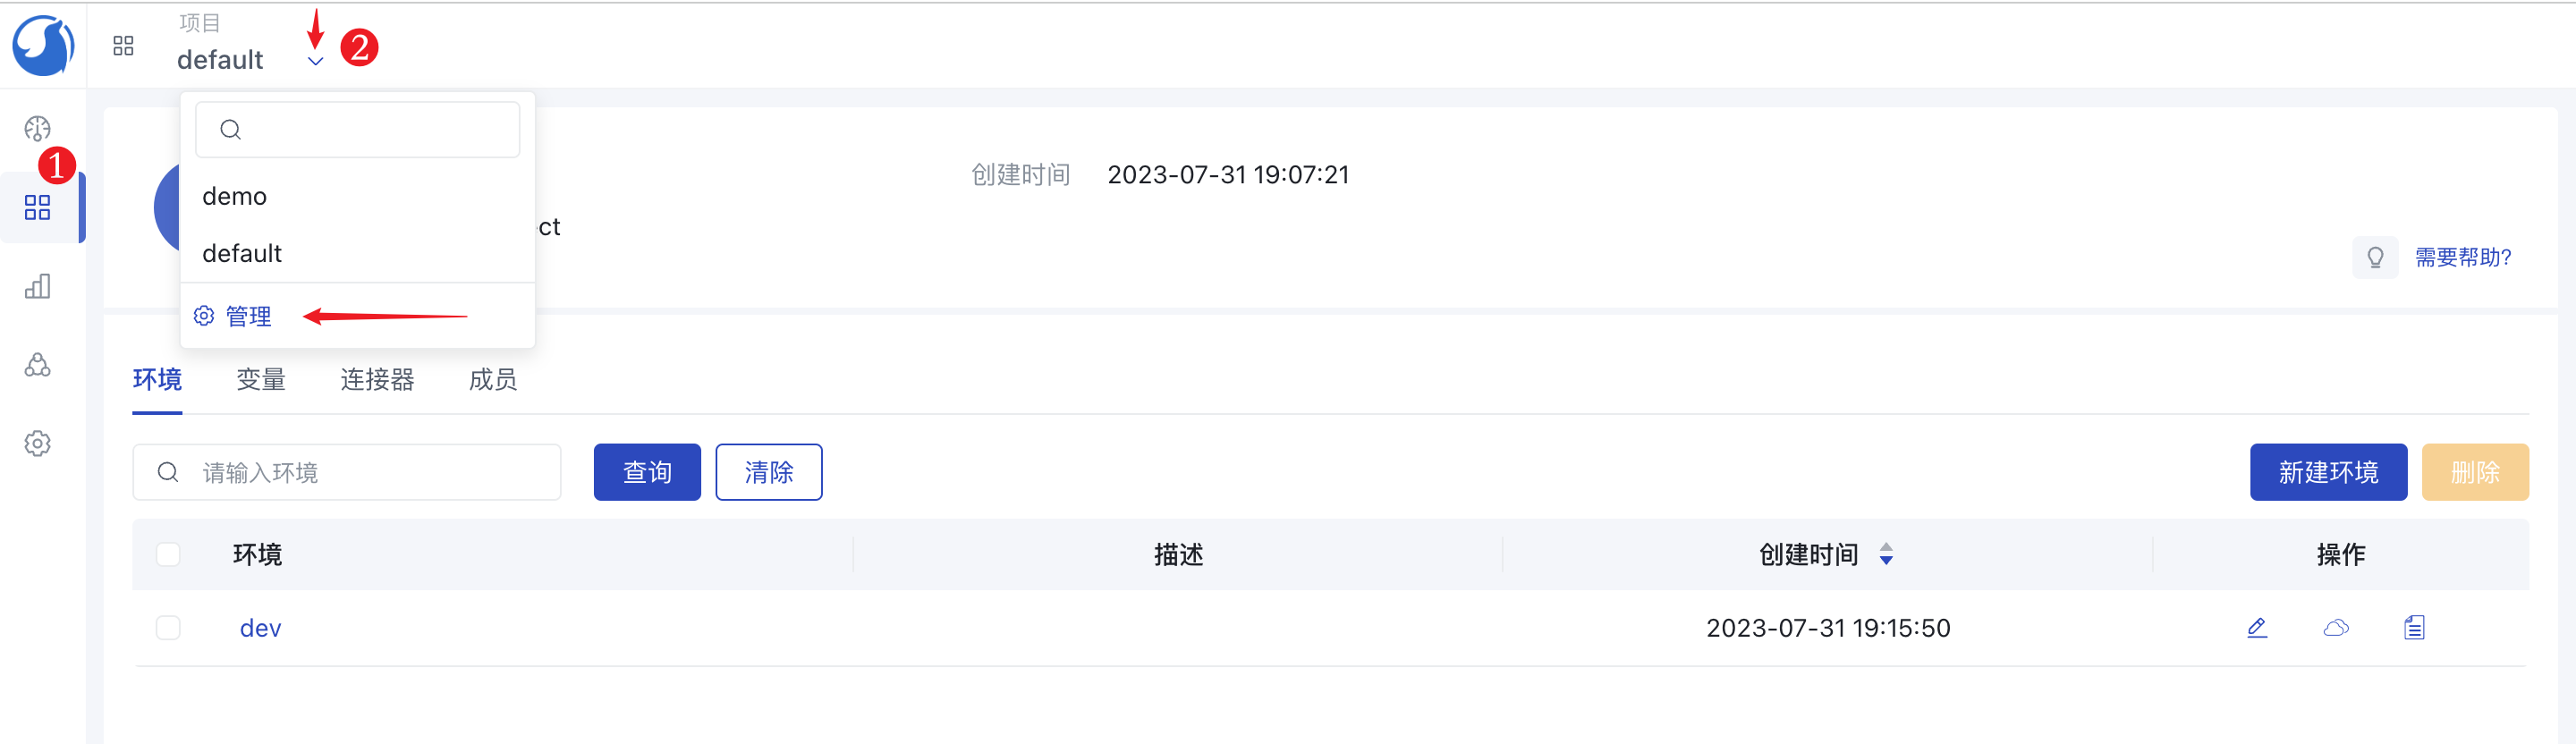 项目
default
2
1
demo
default
管理
ct
创建时间 2023-07-31 19:07:21
需要帮助?
环境 变量 连接器 成员
请输入环境 查询 清除 新建环境 删除
环境 描述 创建时间 操作
dev 2023-07-31 19:15:50